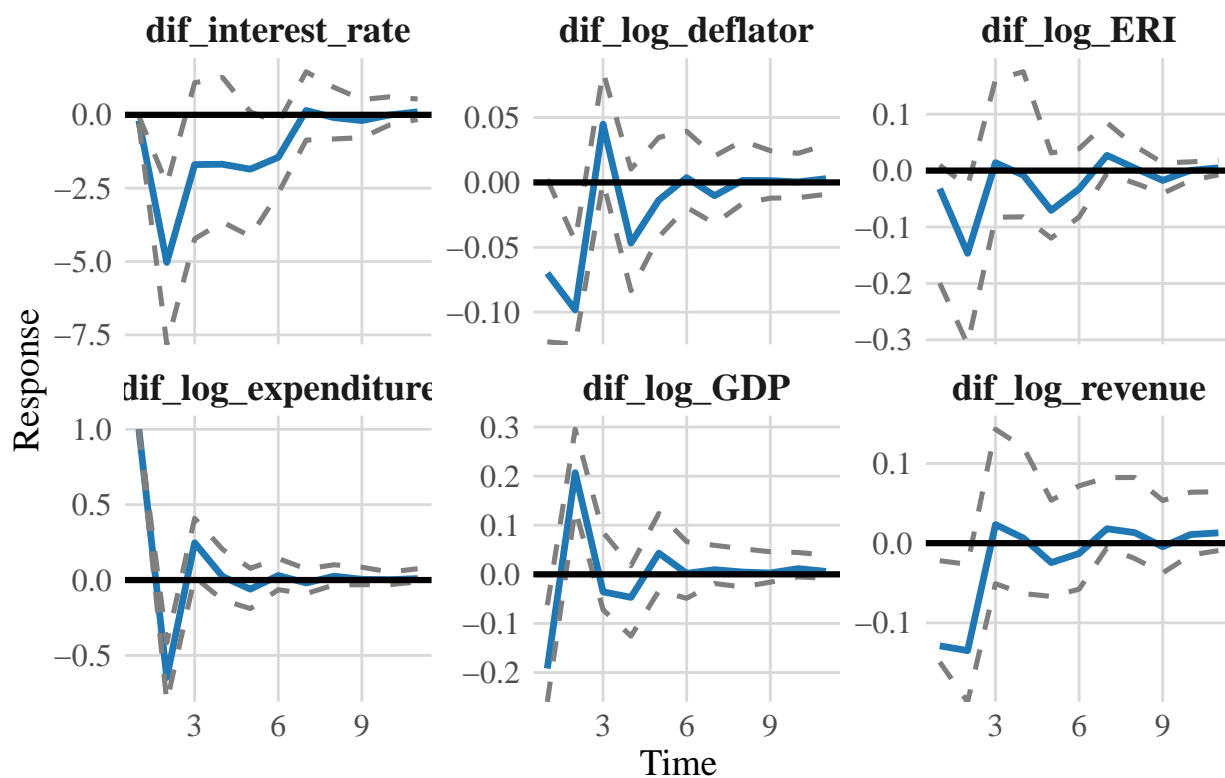 dif_interest_rate
dif_log_deflator
dif_log_ERI
0.0
−2.5
−5.0
−7.5
0.05
0.00
−0.05
−0.10
0.1
0.0
−0.1
−0.2
−0.3
Response
dif_log_expenditure
dif_log_GDP
dif_log_revenue
1.0
0.5
0.0
−0.5
0.3
0.2
0.1
0.0
−0.1
−0.2
0.1
0.0
−0.1
3 6 9
3 6 9
3 6 9
Time